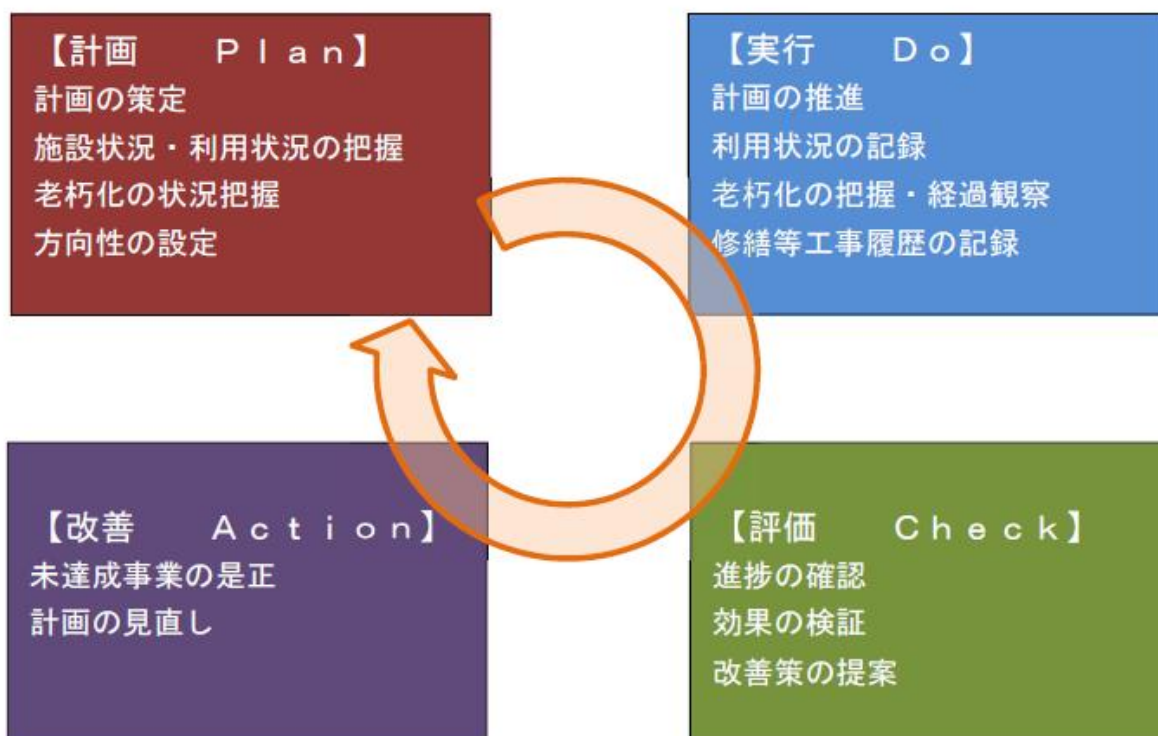 【計画　　Ｐｌａｎ】
計画の策定
施設状況・利用状況の把握
老朽化の状況把握
方向性の設定
【実行　　Ｄｏ】
計画の推進
利用状況の記録
老朽化の把握・経過観察
修繕等工事履歴の記録
【改善　　Ａｃｔｉｏｎ】
未達成事業の是正
計画の見直し
【評価　　Ｃｈｅｃｋ】
進捗の確認
効果の検証
改善策の提案